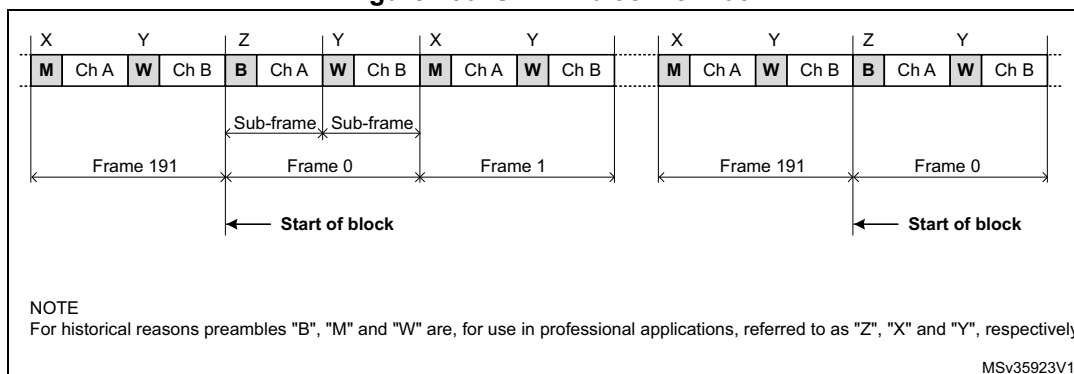 X Y Z Y X Y X Y Z Y
M Ch A W Ch B B Ch A W Ch B M Ch A W Ch B M Ch A W Ch B B Ch A W Ch B
Sub-frame Sub-frame
Frame 191 Frame 0 Frame 1 Frame 191 Frame 0
Start of block Start of block
NOTE
For historical reasons preambles "B", "M" and "W" are, for use in professional applications, referred to as "Z", "X" and "Y", respectively
MSv35923V1